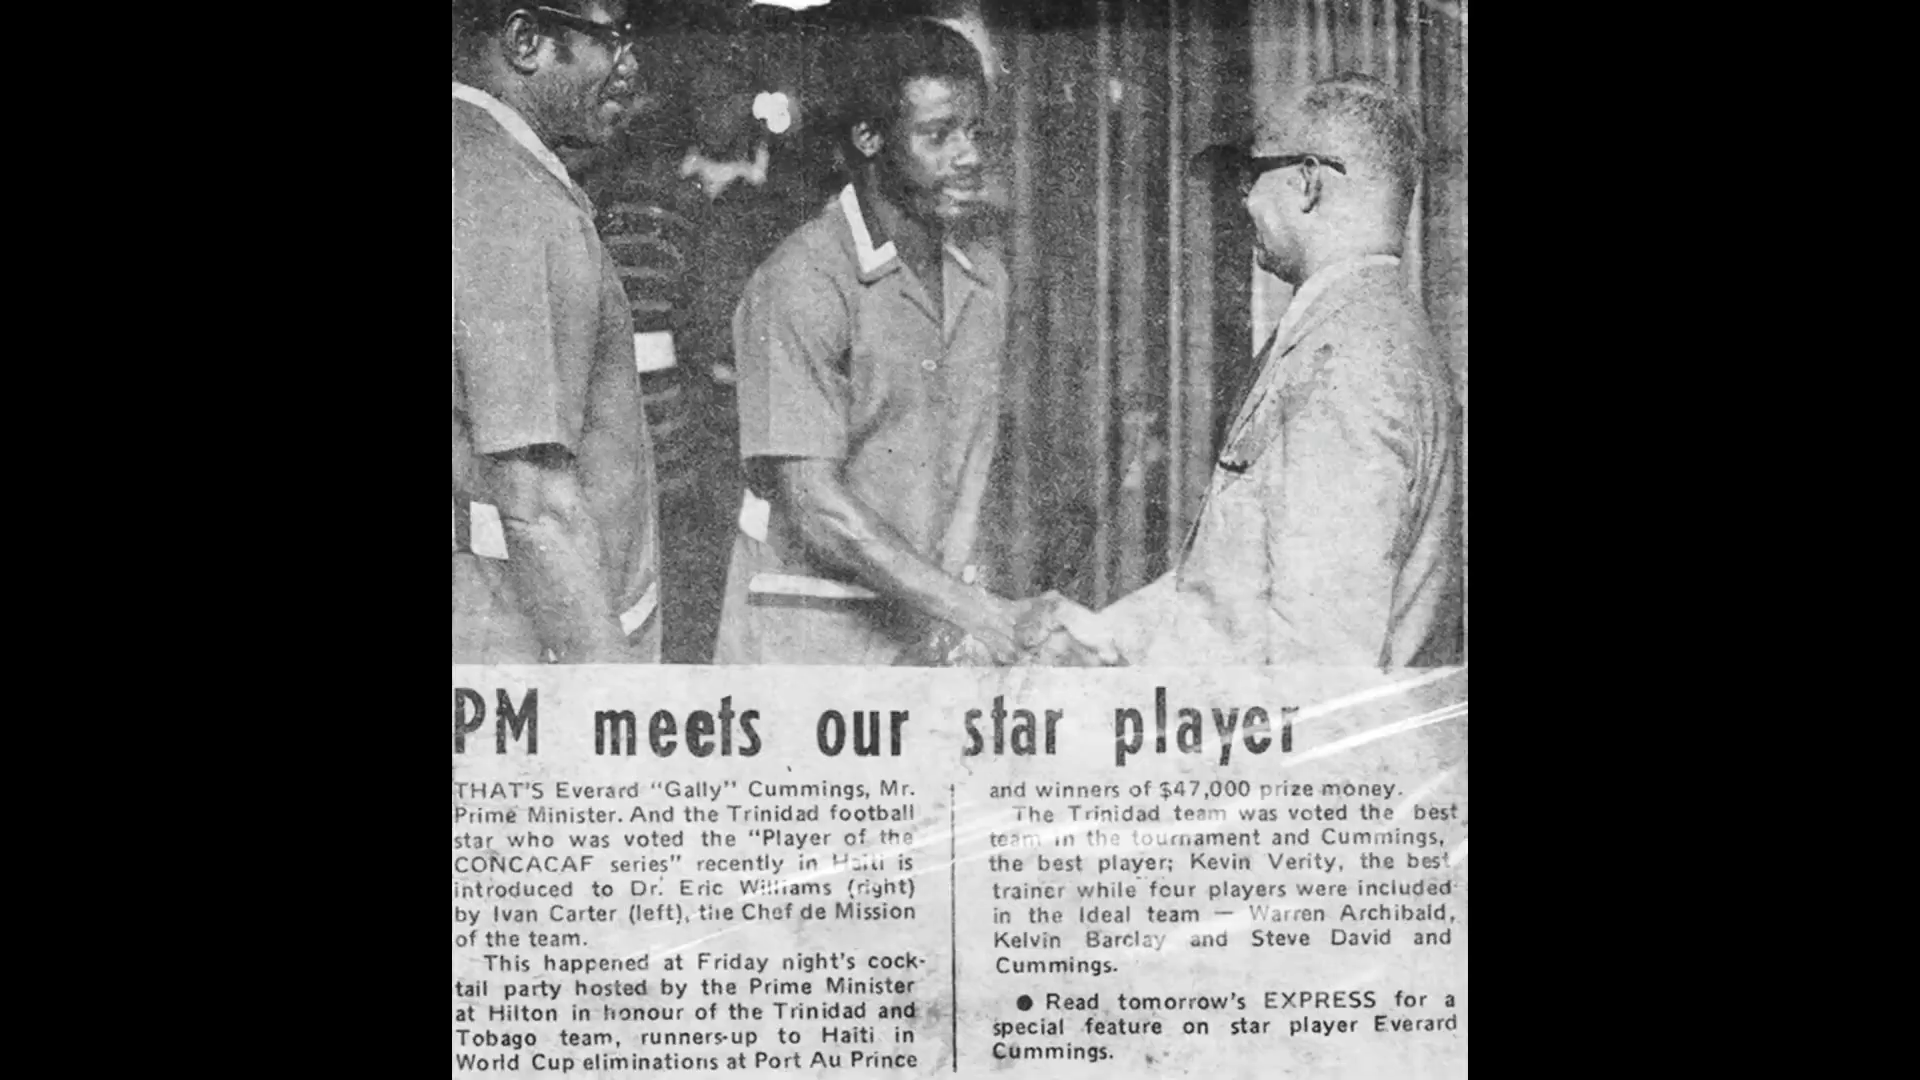 PM meets our star player
THAT'S Everard "Gally" Cummings, Mr.
Prime Minister. And the Trinidad football
star who was voted the "Player of the
CONCACAF series" recently in Haiti is
introduced to Dr. Eric Williams (right)
by Ivan Carter (left), the Chef de Mission
of the team.
This happened at Friday night's cock-
tail party hosted by the Prime Minister
at Hilton in honour of the Trinidad and
Tobago team, runners-up to Haiti in
World Cup eliminations at Port Au Prince
and winners of $47,000 prize money.
The Trinidad team was voted the best
team in the tournament and Cummings,
the best player; Kevin Verity, the best
trainer while four players were included
in the Ideal team — Warren Archibald,
Kelvin Barclay and Steve David and
Cummings.
● Read tomorrow's EXPRESS for a
special feature on star player Everard
Cummings.